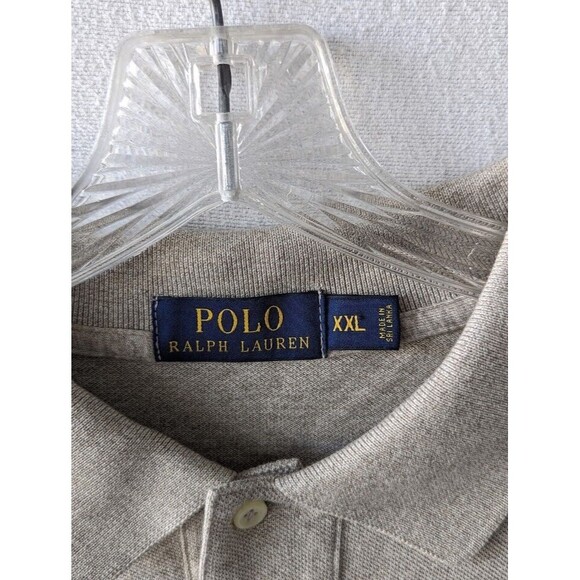 POLO
RALPH LAUREN
XXL
MADE IN
SRI LANKA